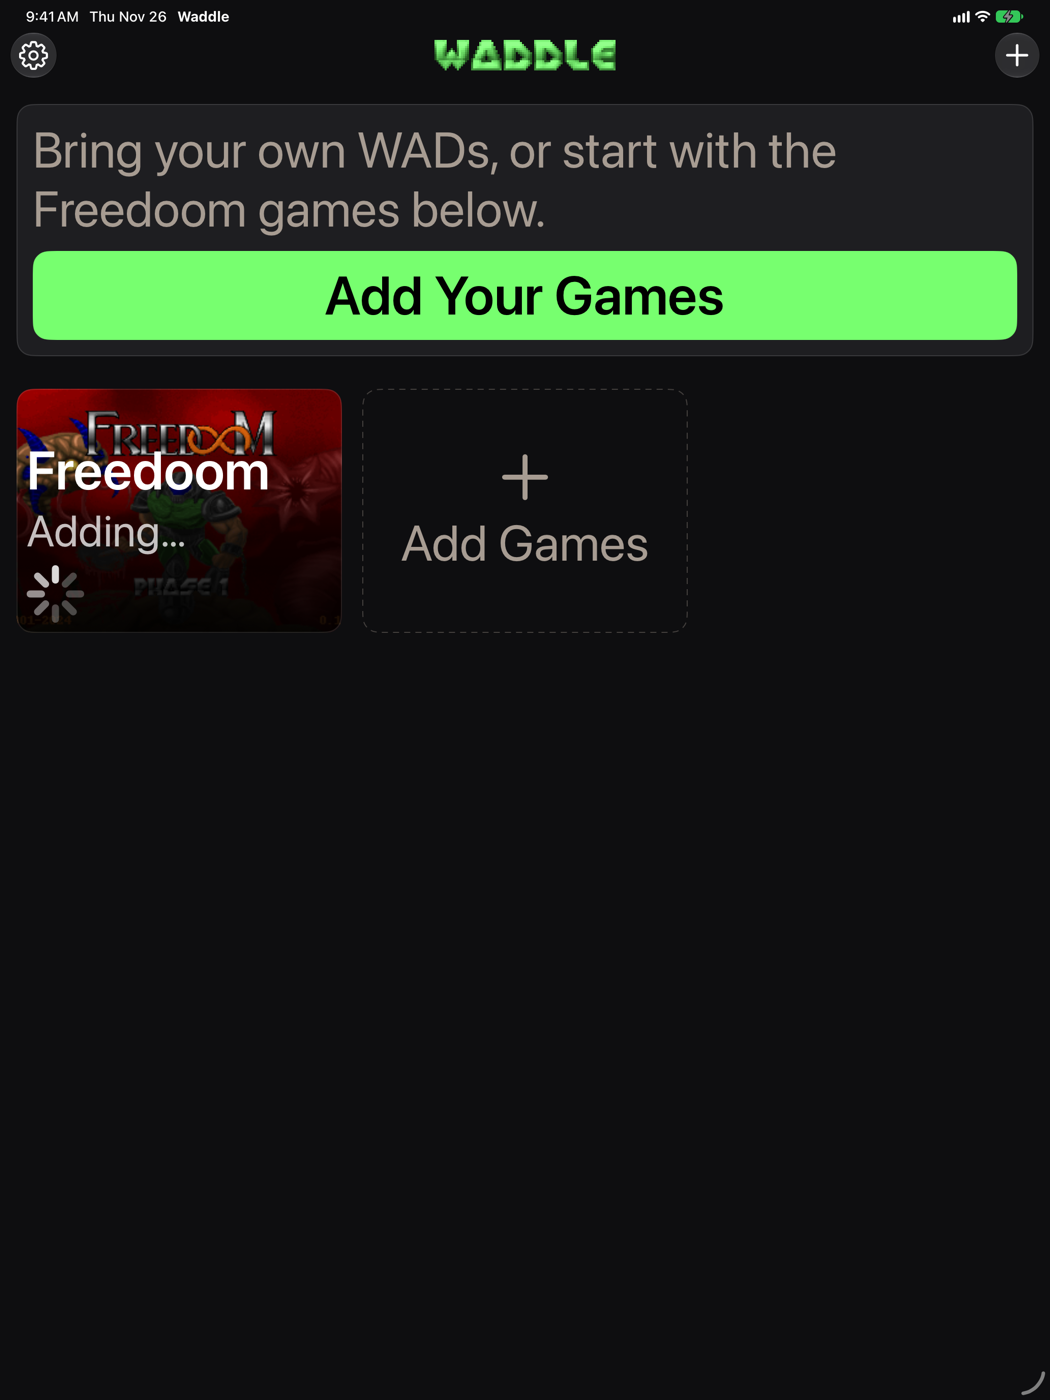 9:41 AM Thu Nov 26 Waddle
WADDLE
Bring your own WADs, or start with the
Freedoom games below.
Add Your Games
FREEDOOM
Freedoom
Adding...
PHASE 1
Add Games